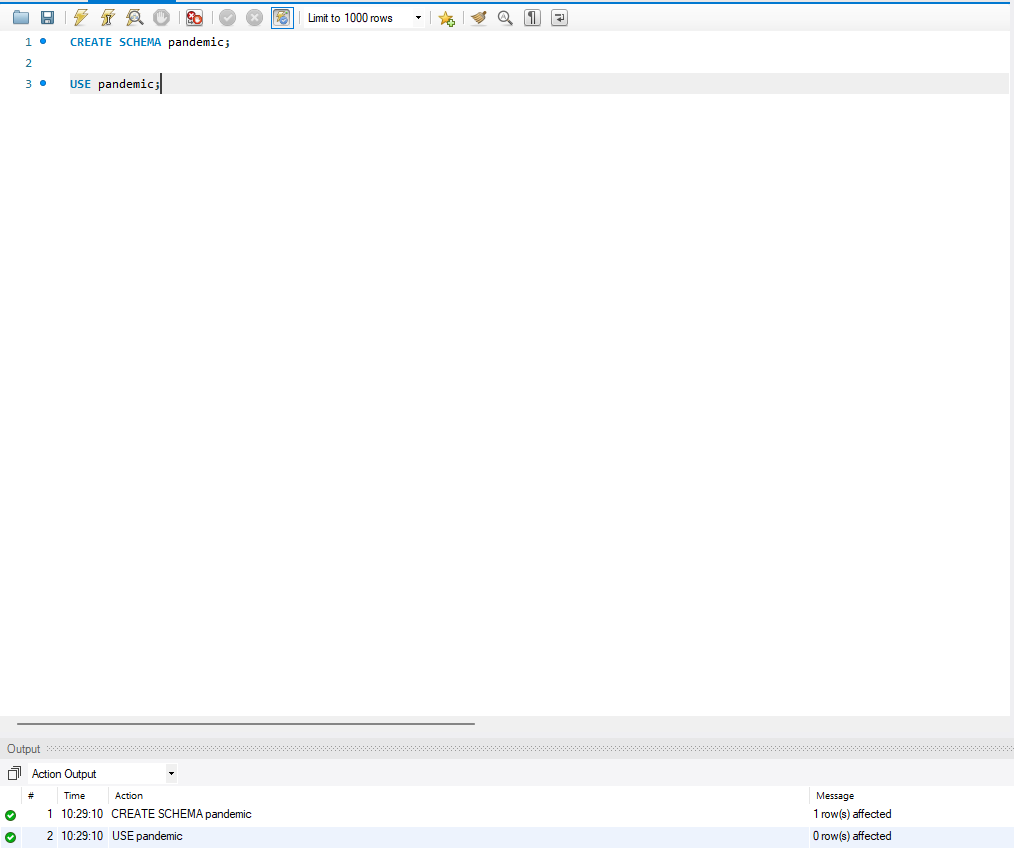 Limit to 1000 rows
1 CREATE SCHEMA pandemic;
2
3 USE pandemic;
Output
Action Output
# Time Action Message
1 10:29:10 CREATE SCHEMA pandemic 1 row(s) affected
2 10:29:10 USE pandemic 0 row(s) affected